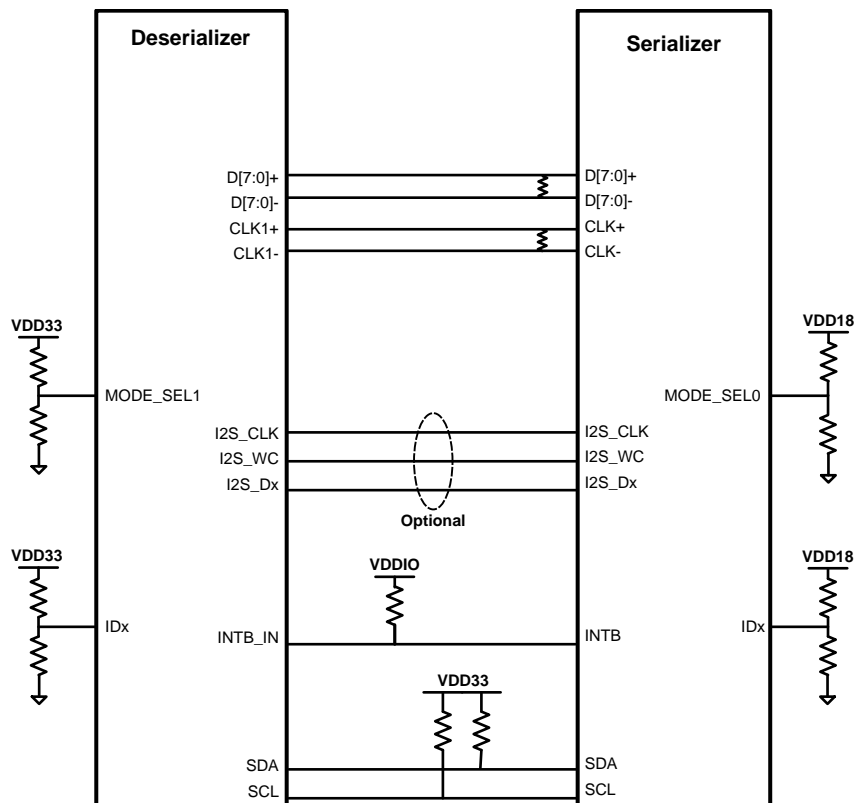 Deserializer
Serializer
D[7:0]+
D[7:0]+
D[7:0]-
D[7:0]-
CLK1+
CLK+
CLK1-
CLK-
VDD33
VDD18
MODE_SEL1
MODE_SEL0
I2S_CLK
I2S_CLK
I2S_WC
I2S_WC
I2S_Dx
I2S_Dx
Optional
VDD33
VDDIO
VDD18
IDx
IDx
INTB_IN
INTB
VDD33
SDA
SDA
SCL
SCL